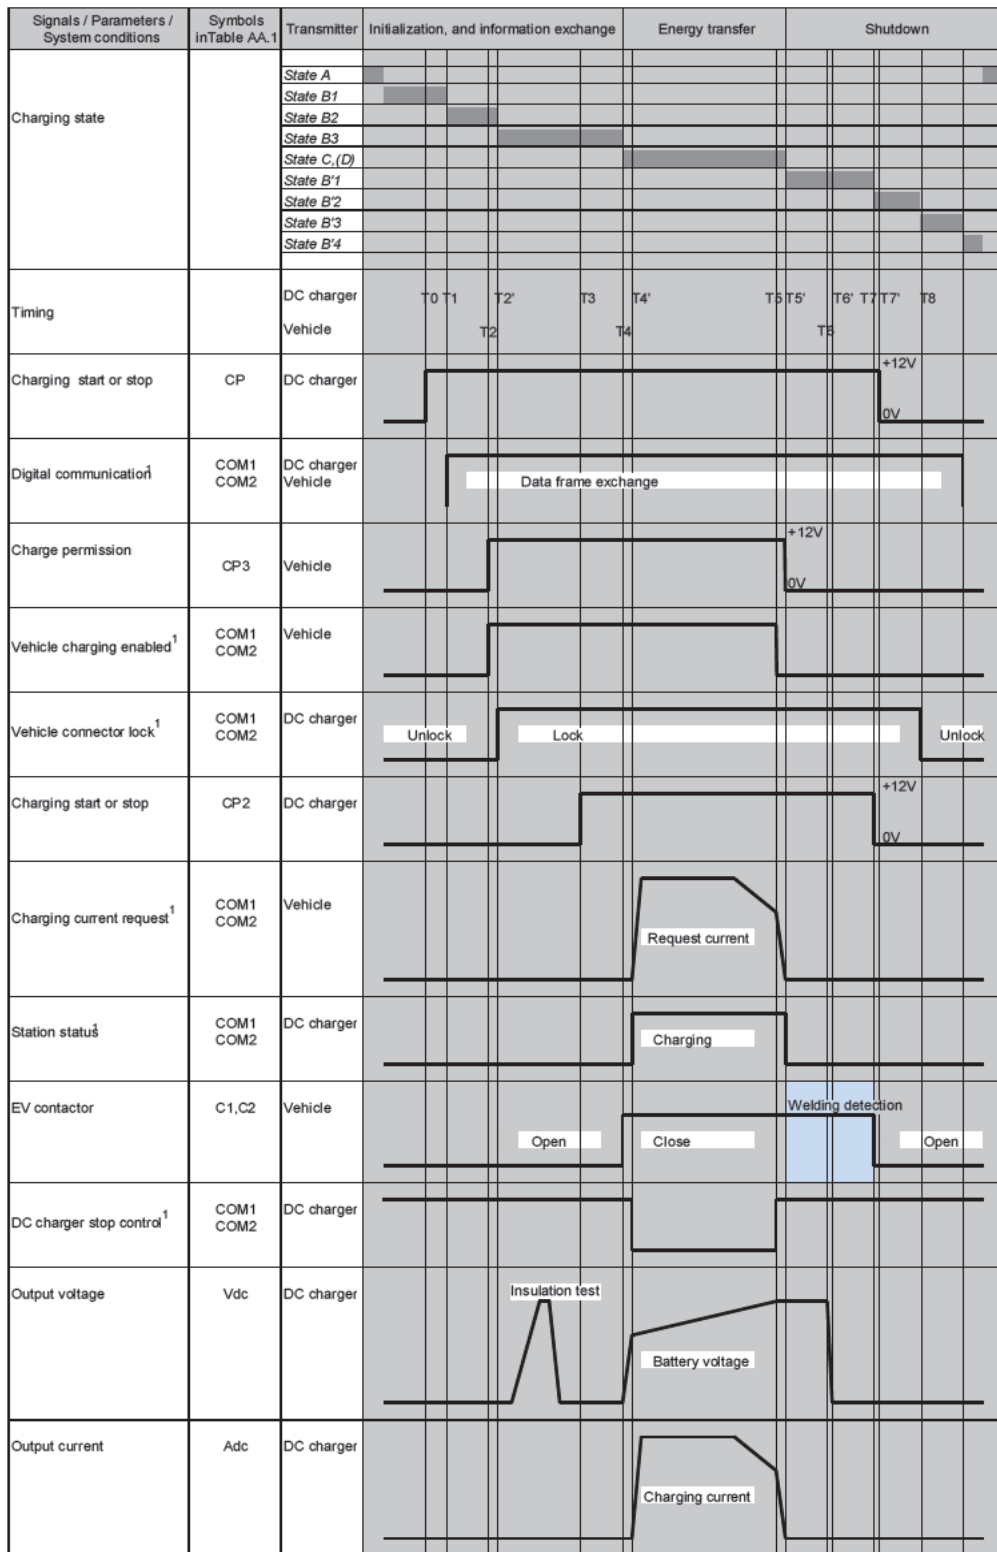 Signals / Parameters / System conditions
Symbols inTable AA.1
Transmitter
Initialization, and information exchange
Energy transfer
Shutdown
Charging state
State A
State B1
State B2
State B3
State C,(D)
State B'1
State B'2
State B'3
State B'4
Timing
DC charger
T0 T1 T2' T3 T4' T5 T5' T6' T7 T7' T8
Vehicle
T2 T4 T6
Charging start or stop
CP
DC charger
+12V
0V
Digital communication1
COM1
COM2
DC charger
Vehicle
Data frame exchange
Charge permission
CP3
Vehicle
+12V
0V
Vehicle charging enabled1
COM1
COM2
Vehicle
Vehicle connector lock1
COM1
COM2
DC charger
Unlock
Lock
Unlock
Charging start or stop
CP2
DC charger
+12V
0V
Charging current request1
COM1
COM2
Vehicle
Request current
Station status1
COM1
COM2
DC charger
Charging
EV contactor
C1,C2
Vehicle
Welding detection
Open
Close
Open
DC charger stop control1
COM1
COM2
DC charger
Output voltage
Vdc
DC charger
Insulation test
Battery voltage
Output current
Adc
DC charger
Charging current